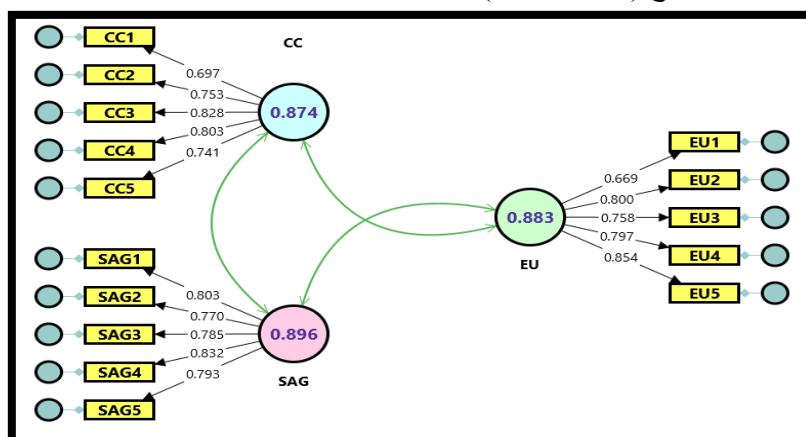 CC
CC1
CC2
CC3
CC4
CC5
0.697
0.753
0.828
0.803
0.741
0.874
SAG1
SAG2
SAG3
SAG4
SAG5
0.803
0.770
0.785
0.832
0.793
0.896
SAG
0.883
EU
0.669
0.800
0.758
0.797
0.854
EU1
EU2
EU3
EU4
EU5